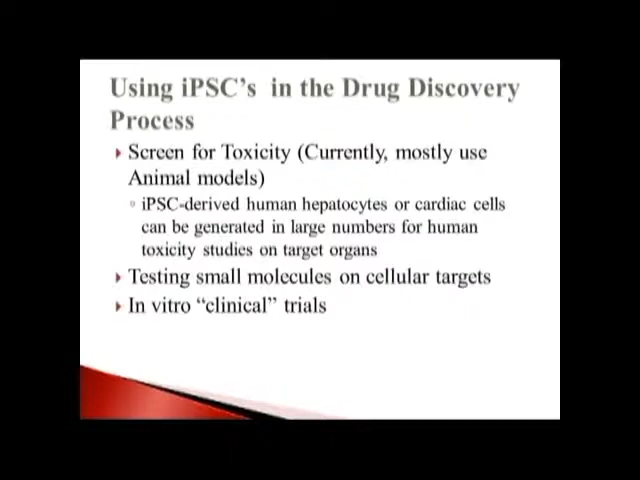 Using iPSC’s  in the Drug Discovery
Process
Screen for Toxicity (Currently, mostly use
Animal models)
iPSC-derived human hepatocytes or cardiac cells
can be generated in large numbers for human
toxicity studies on target organs
Testing small molecules on cellular targets
In vitro “clinical” trials